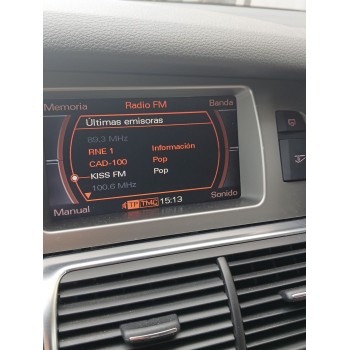 Memoria Radio FM Banda
Últimas emisoras
89.3 MHz
RNE 1 Información
CAD-100 Pop
KISS FM Pop
100.6 MHz
Manual Sonido
TP TMC 15:13